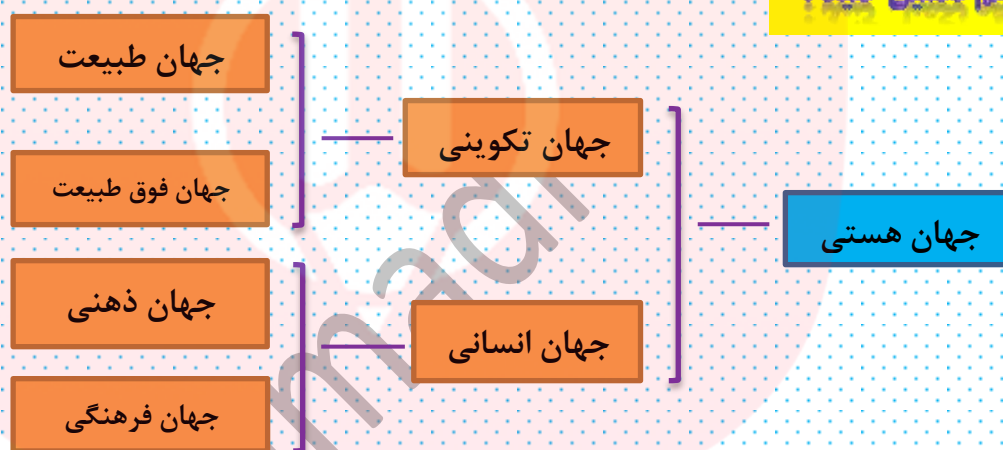 جهان هستی
جهان تکوینی
جهان طبیعت
جهان فوق طبیعت
جهان انسانی
جهان ذهنی
جهان فرهنگی